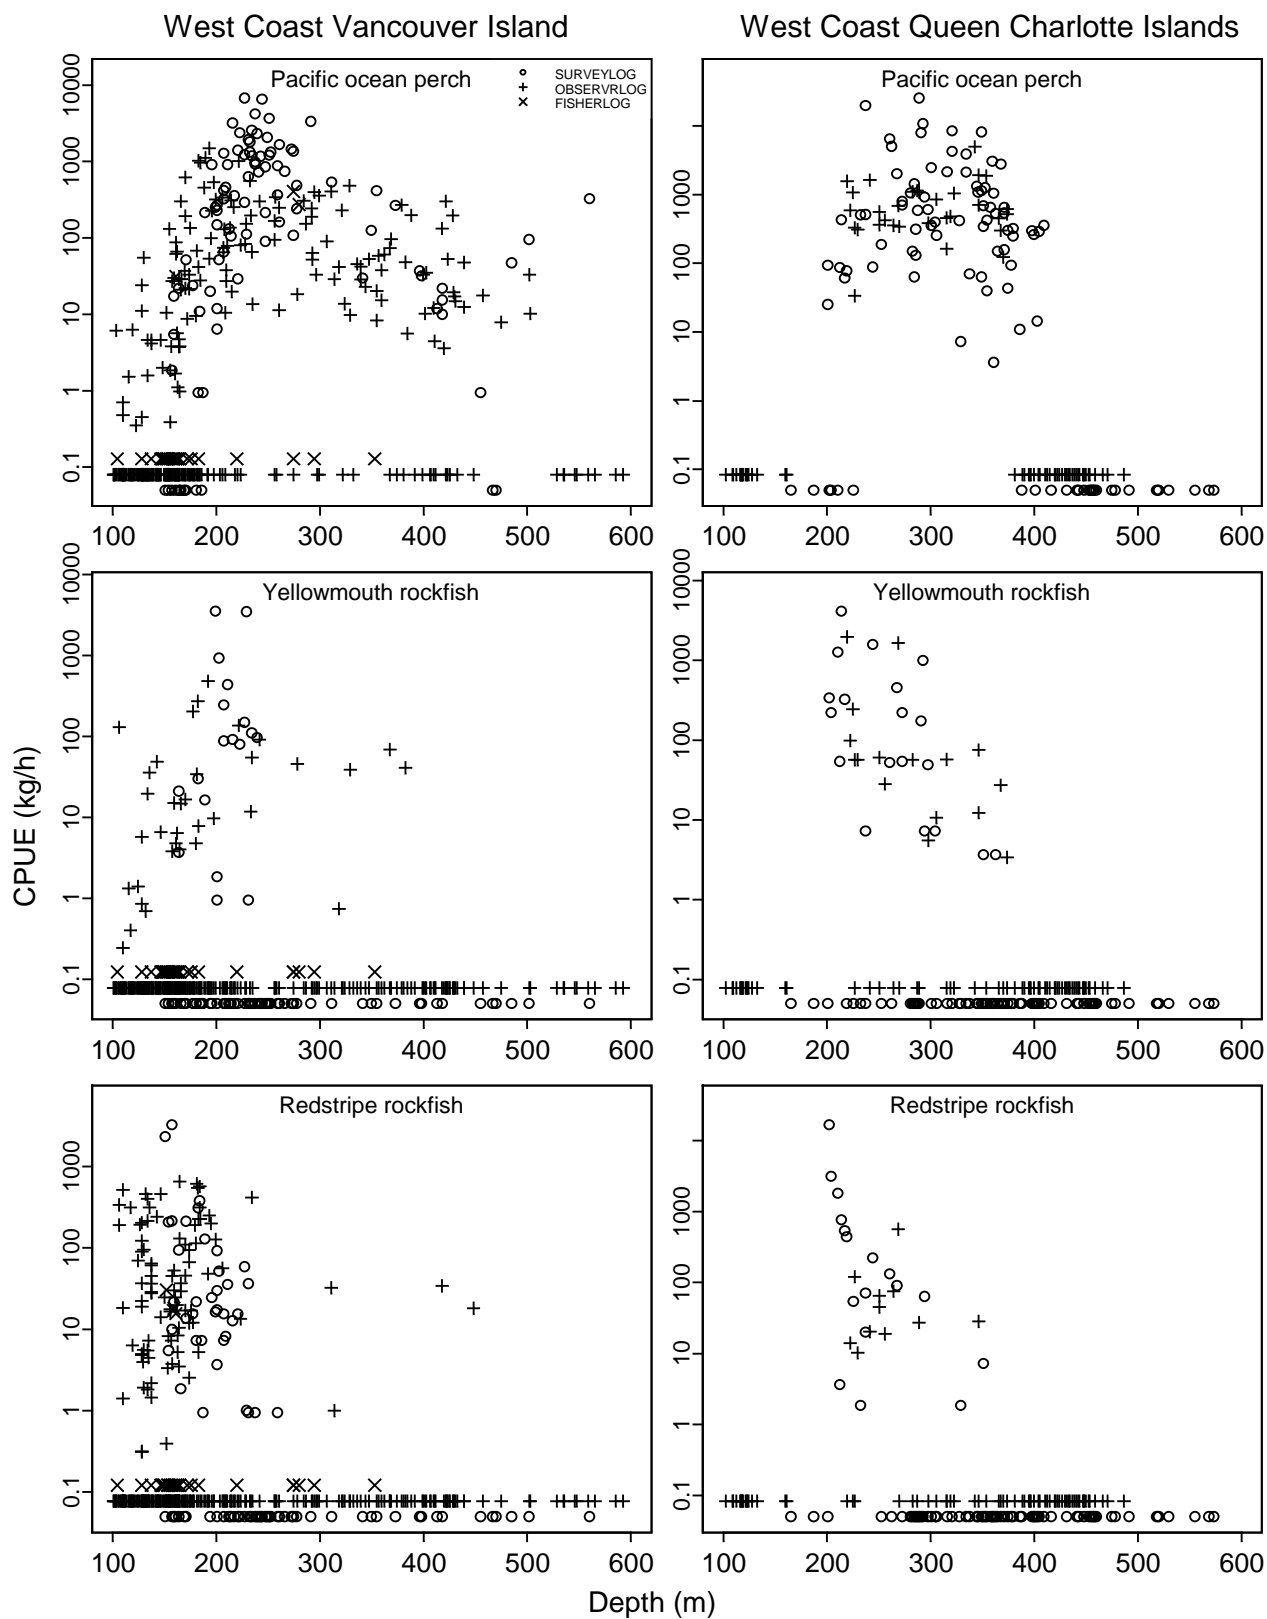 West Coast Vancouver Island
West Coast Queen Charlotte Islands
Pacific ocean perch
SURVEYLOG
OBSERVRLOG
FISHERLOG
10000
1000
100
10
1
0.1
100 200 300 400 500 600
Pacific ocean perch
1000
100
10
1
0.1
100 200 300 400 500 600
Yellowmouth rockfish
10000
1000
100
10
1
0.1
100 200 300 400 500 600
Yellowmouth rockfish
10000
1000
100
10
1
0.1
100 200 300 400 500 600
CPUE (kg/h)
Redstripe rockfish
1000
100
10
1
0.1
100 200 300 400 500 600
Redstripe rockfish
1000
100
10
1
0.1
100 200 300 400 500 600
Depth (m)